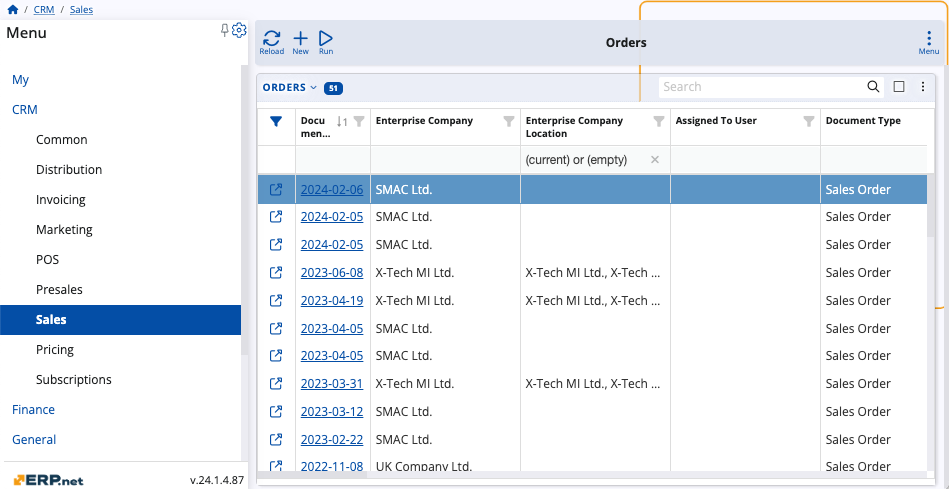 / CRM / Sales
Menu
My
CRM
Common
Distribution
Invoicing
Marketing
POS
Presales
Sales
Pricing
Subscriptions
Finance
General
ERP.net
v.24.1.4.87
Reload New Run
Orders
Menu
ORDERS 51
Search
Docu
men... 1
Enterprise Company
Enterprise Company
Location
Assigned To User
Document Type
(current) or (empty)
2024-02-06 SMAC Ltd. Sales Order
2024-02-05 SMAC Ltd. Sales Order
2024-02-05 SMAC Ltd. Sales Order
2023-06-08 X-Tech MI Ltd. X-Tech MI Ltd., X-Tech ... Sales Order
2023-04-19 X-Tech MI Ltd. X-Tech MI Ltd., X-Tech ... Sales Order
2023-04-05 SMAC Ltd. Sales Order
2023-04-05 SMAC Ltd. Sales Order
2023-03-31 X-Tech MI Ltd. X-Tech MI Ltd., X-Tech ... Sales Order
2023-03-12 SMAC Ltd. Sales Order
2023-02-22 SMAC Ltd. Sales Order
2022-11-08 UK Company Ltd. Sales Order